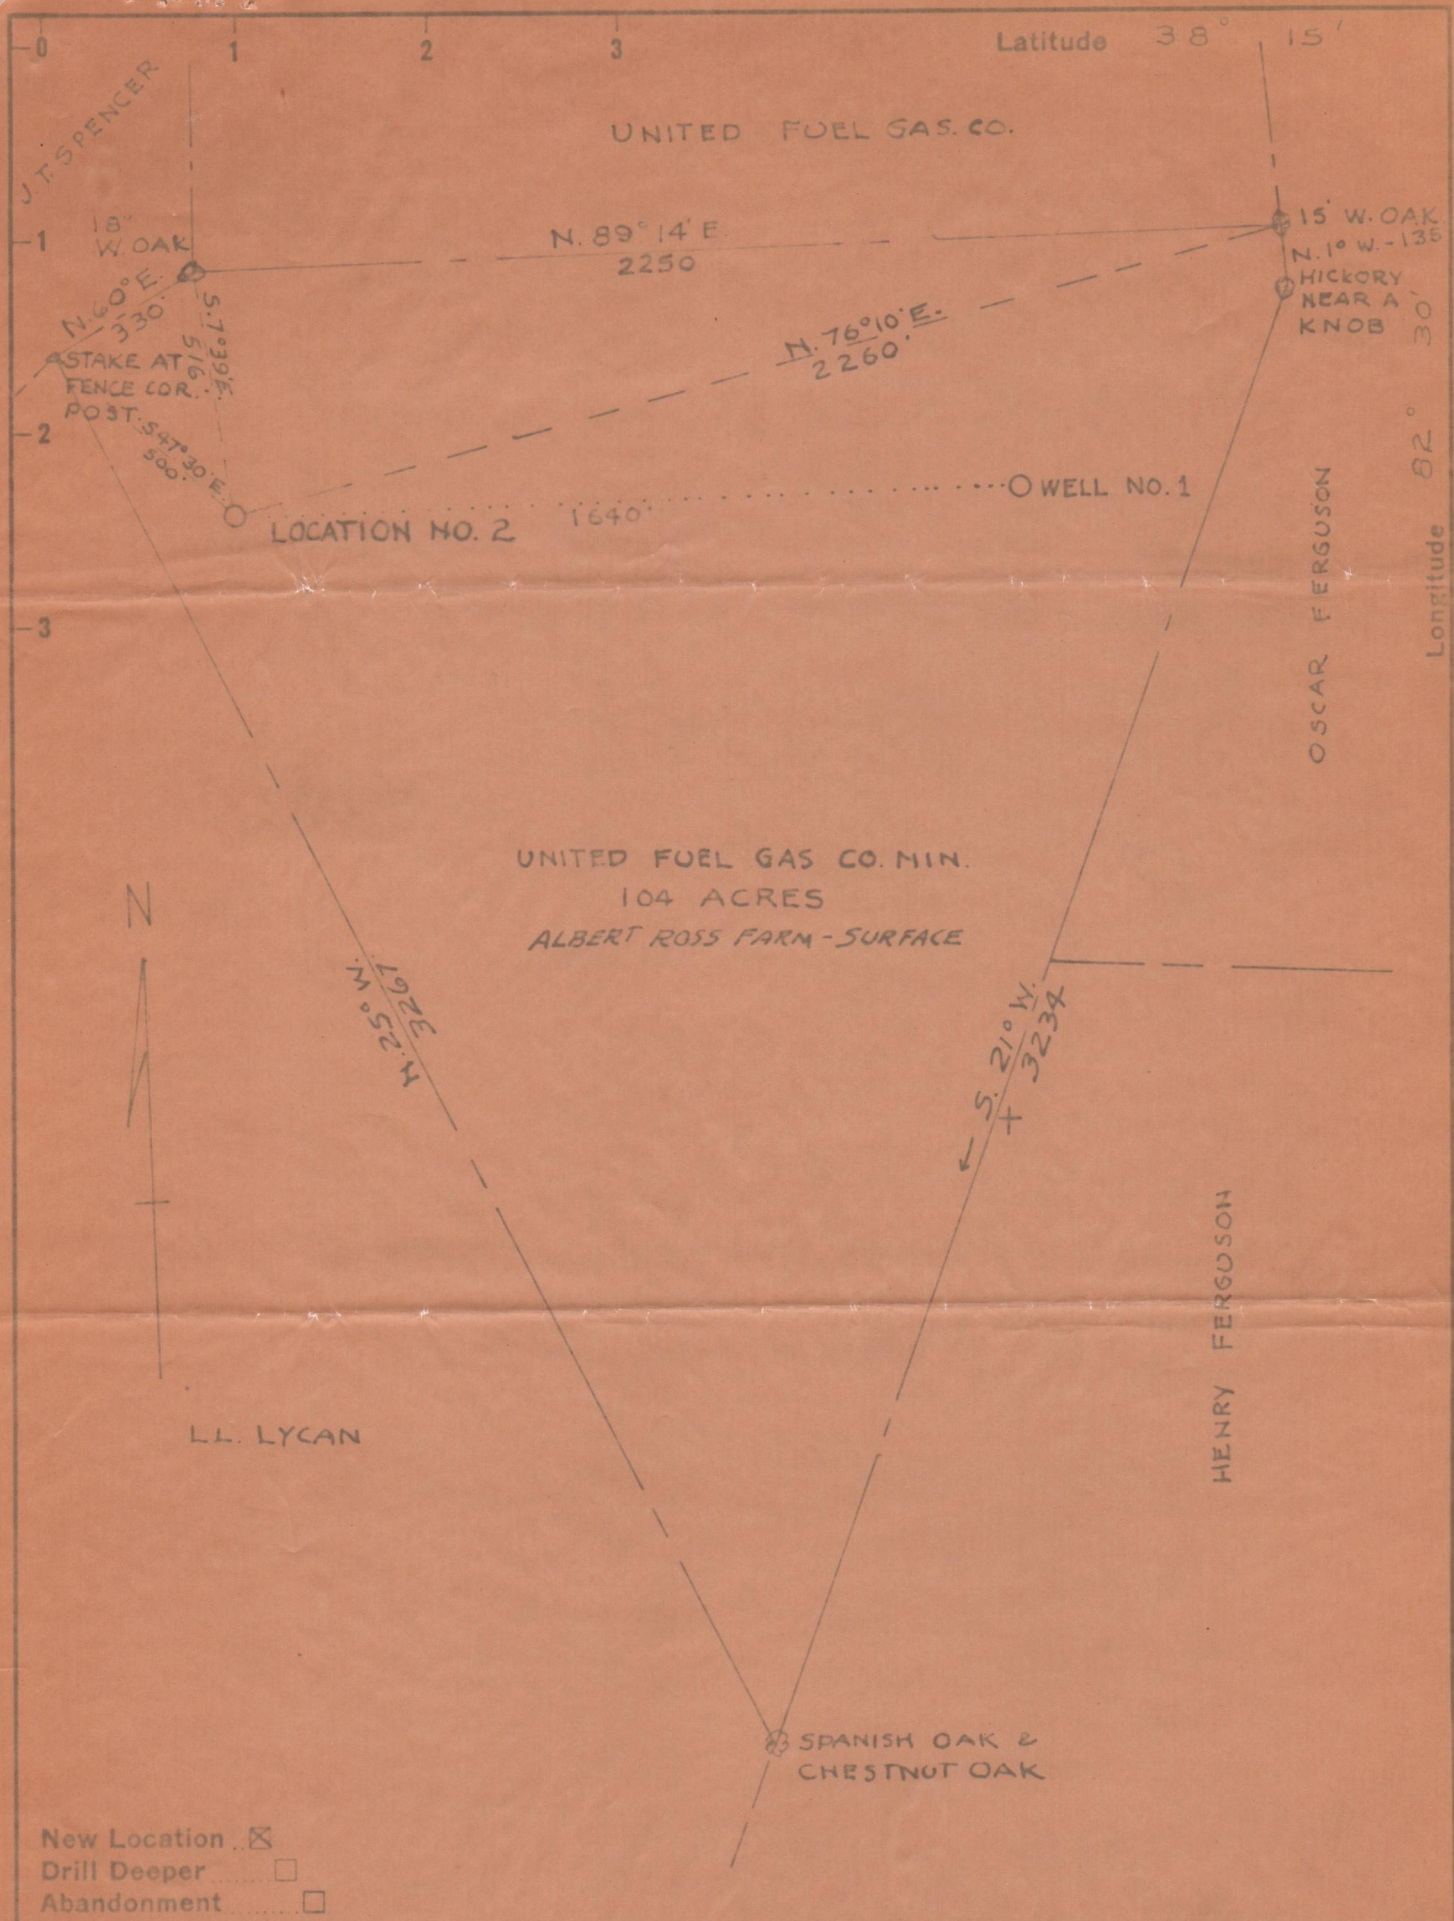 0
1
2
3
Latitude 38° 15'
J.T. SPENCER
UNITED FUEL GAS. CO.
18"
W. OAK
1
N. 89° 14' E
2250
15" W. OAK
N. 1° W. - 135
HICKORY
NEAR A
KNOB
N. 60° E.
330'
S. 7° 39' E.
516'
STAKE AT
FENCE COR.
POST.
N. 76° 10' E.
2260'
2
S 47° 30' E.
500'
LOCATION NO. 2
1640'
WELL NO. 1
Longitude 82° 30'
OSCAR FERGUSON
3
UNITED FUEL GAS CO. MIN.
104 ACRES
ALBERT ROSS FARM - SURFACE
N
N. 25° W.
3267.
S. 21° W.
3234
HENRY FERGUSON
L.L. LYCAN
SPANISH OAK &
CHESTNUT OAK
New Location ..☒
Drill Deeper ........☐
Abandonment ........☐